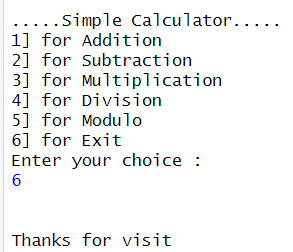 .....Simple Calculator.....
1] for Addition
2] for Subtraction
3] for Multiplication
4] for Division
5] for Modulo
6] for Exit
Enter your choice :
6
Thanks for visit